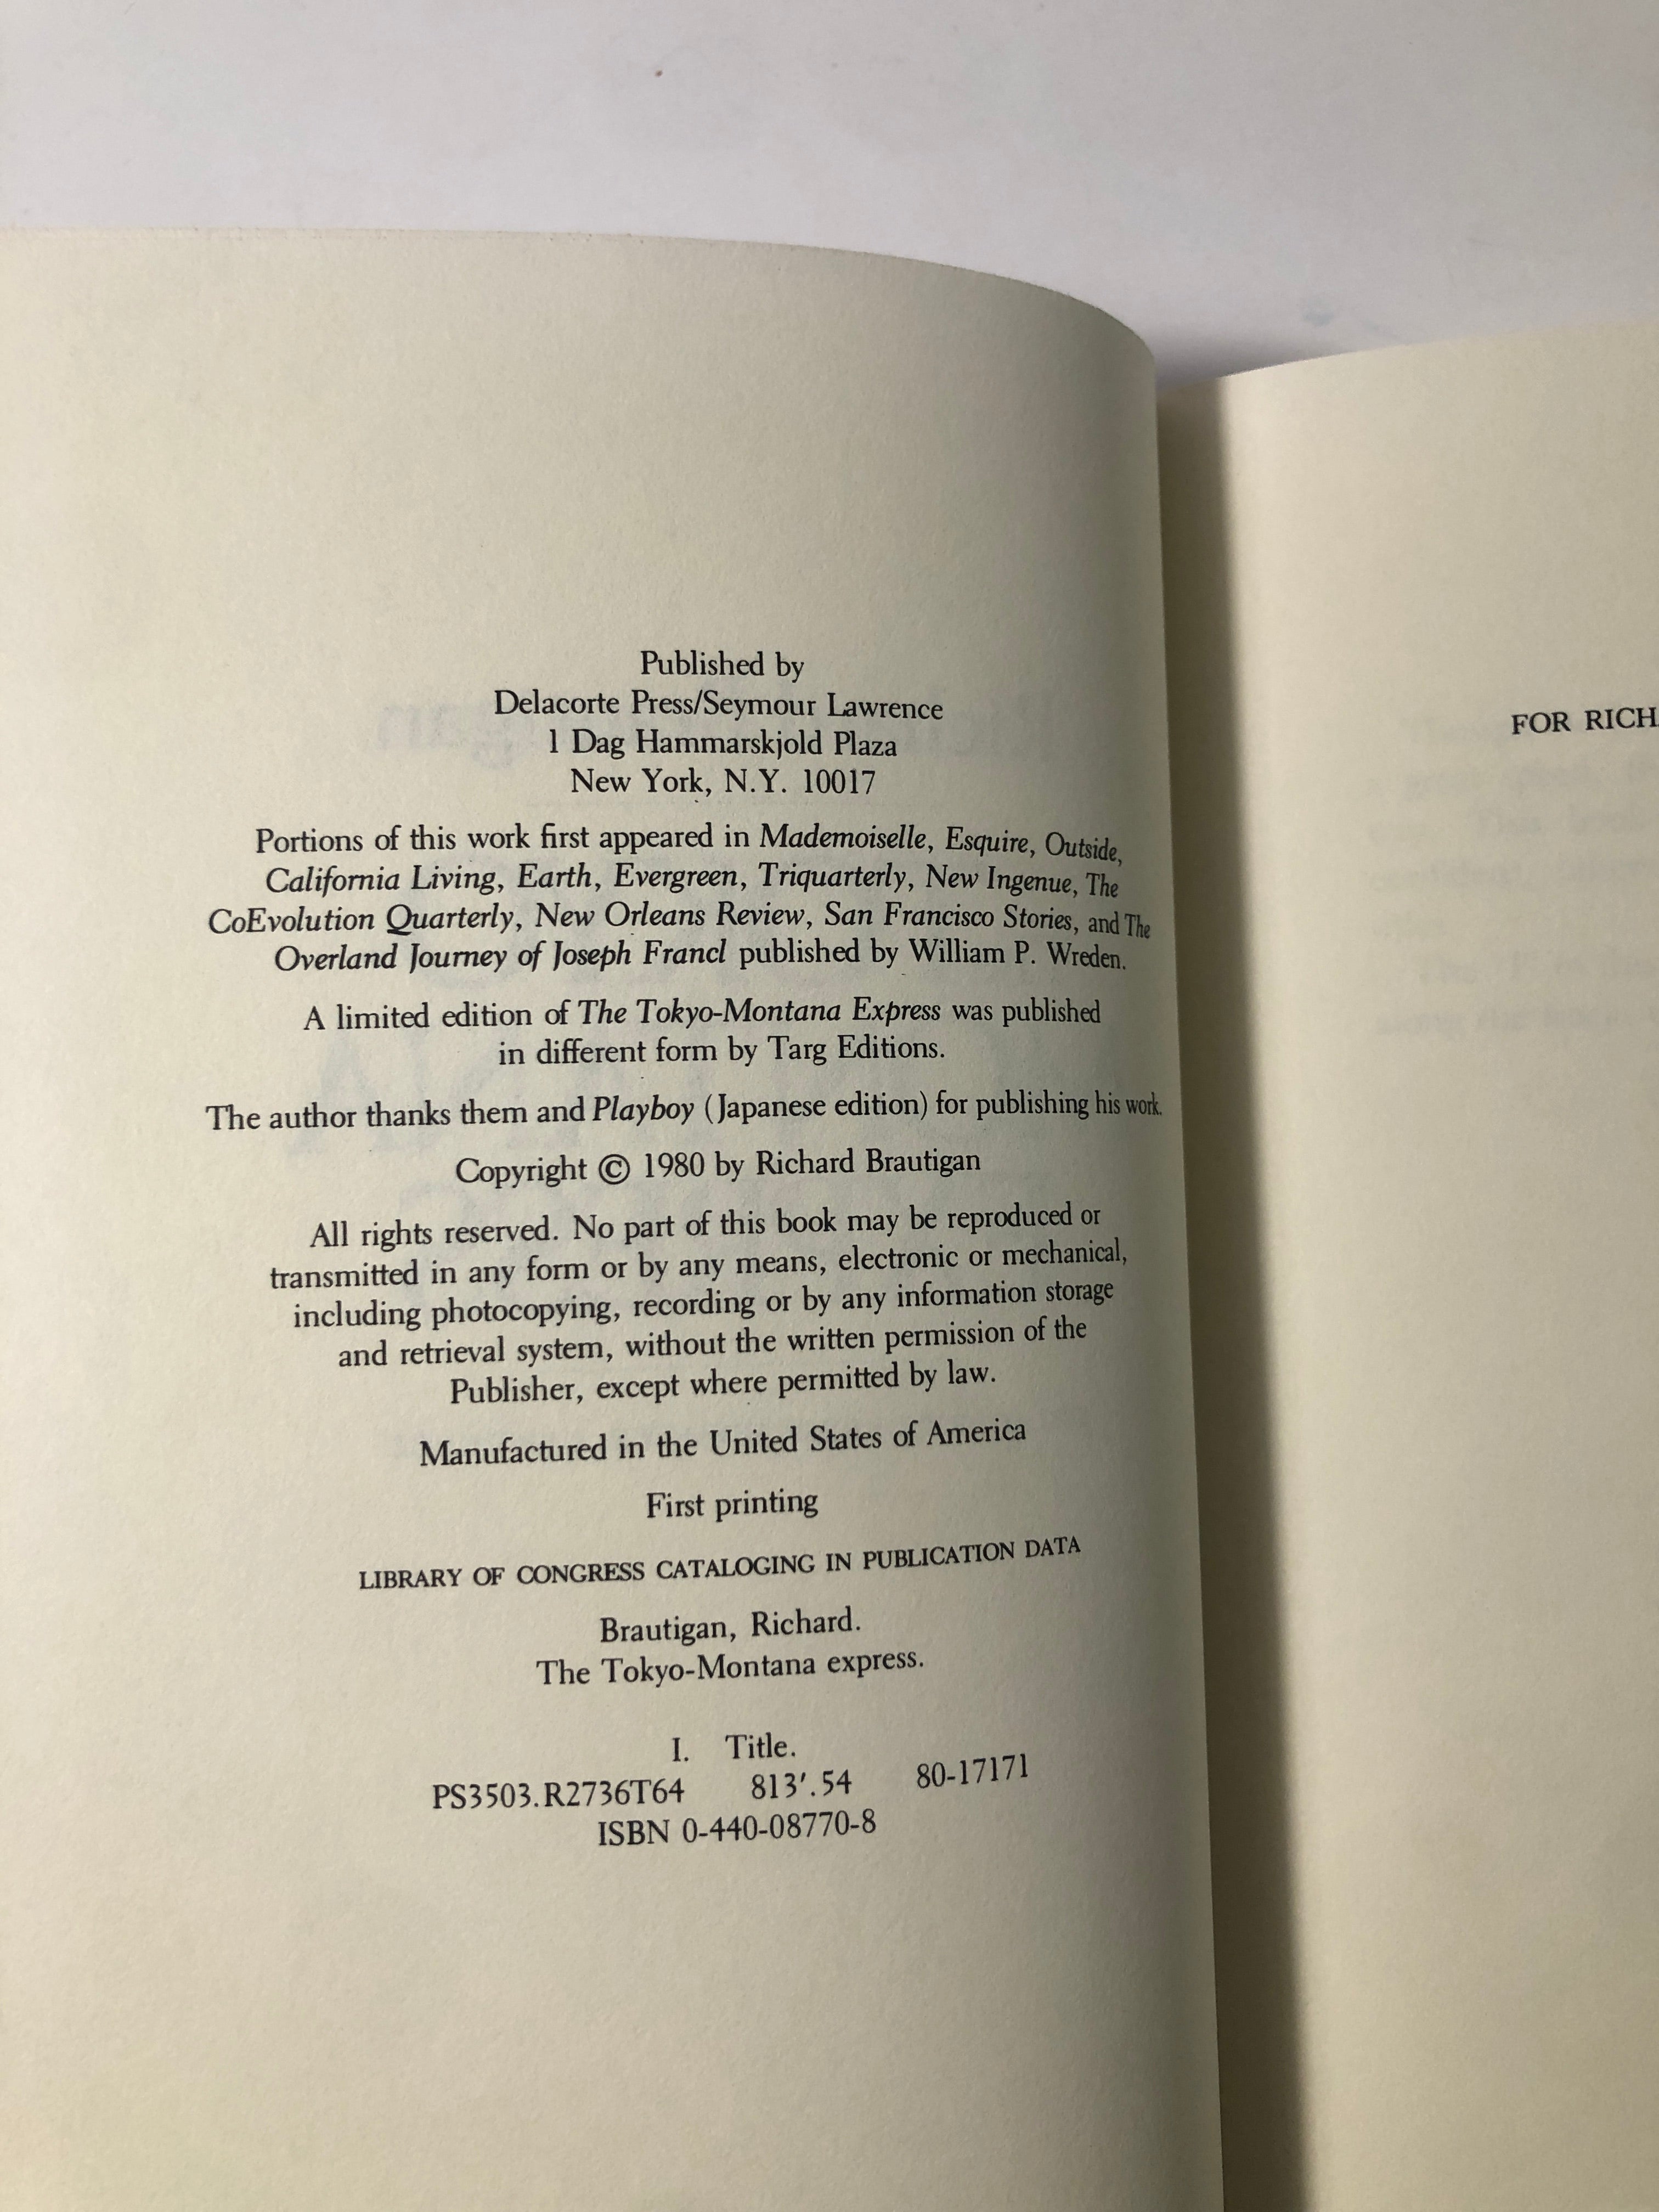 Published by
Delacorte Press/Seymour Lawrence
1 Dag Hammarskjold Plaza
New York, N.Y. 10017
Portions of this work first appeared in Mademoiselle, Esquire, Outside,
California Living, Earth, Evergreen, Triquarterly, New Ingenue, The
CoEvolution Quarterly, New Orleans Review, San Francisco Stories, and The
Overland Journey of Joseph Francl published by William P. Wreden.
A limited edition of The Tokyo-Montana Express was published
in different form by Targ Editions.
The author thanks them and Playboy (Japanese edition) for publishing his work.
Copyright © 1980 by Richard Brautigan
All rights reserved. No part of this book may be reproduced or
transmitted in any form or by any means, electronic or mechanical,
including photocopying, recording or by any information storage
and retrieval system, without the written permission of the
Publisher, except where permitted by law.
Manufactured in the United States of America
First printing
LIBRARY OF CONGRESS CATALOGING IN PUBLICATION DATA
Brautigan, Richard.
The Tokyo-Montana express.
I. Title.
PS3503.R2736T64 813′.54 80-17171
ISBN 0-440-08770-8
FOR RICH